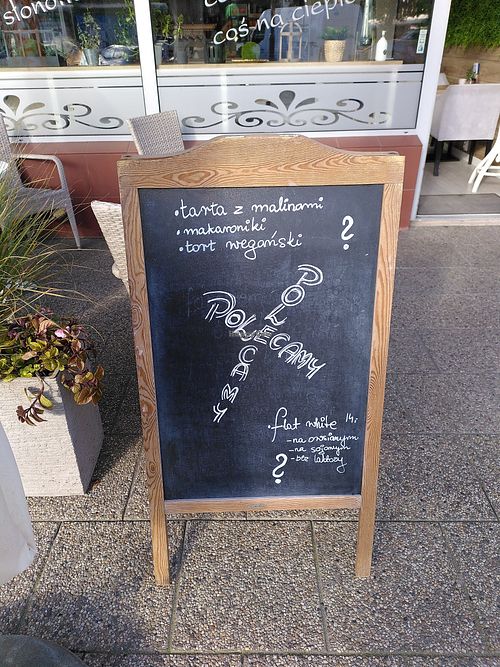 coś na ciepło
• tarta z malinami
• makaroniki
• tort wegański
?
POLECAMY
POLECAMY
• flat white 14,-
- na owsianym
- na sojowym
- bez laktozy
?